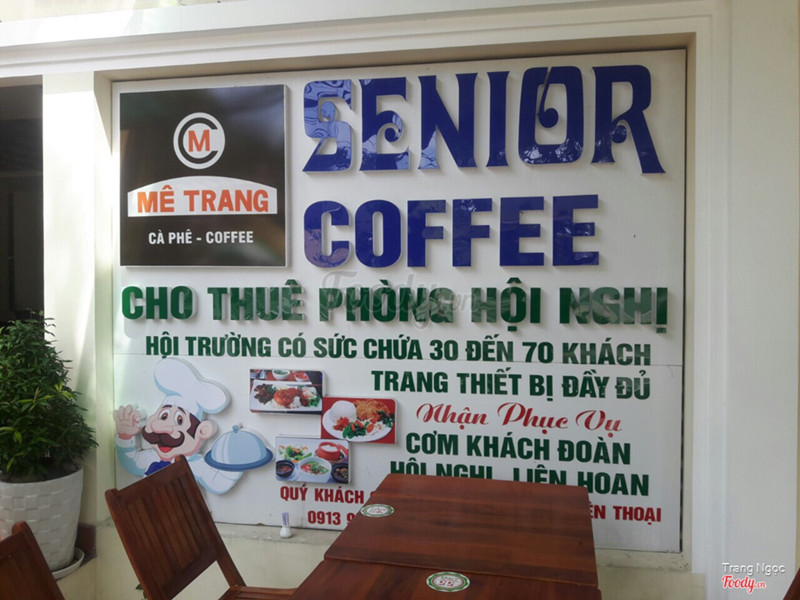 MC
MÊ TRANG
CÀ PHÊ - COFFEE
SENIOR
COFFEE
CHO THUÊ PHÒNG HỘI NGHỊ
HỘI TRƯỜNG CÓ SỨC CHỨA 30 ĐẾN 70 KHÁCH
TRANG THIẾT BỊ ĐẦY ĐỦ
Nhận Phục Vụ
CƠM KHÁCH ĐOÀN
HỘI NGHỊ LIÊN HOAN
QUÝ KHÁCH
THOẠI
0913
Trang Ngọc
Foody.vn